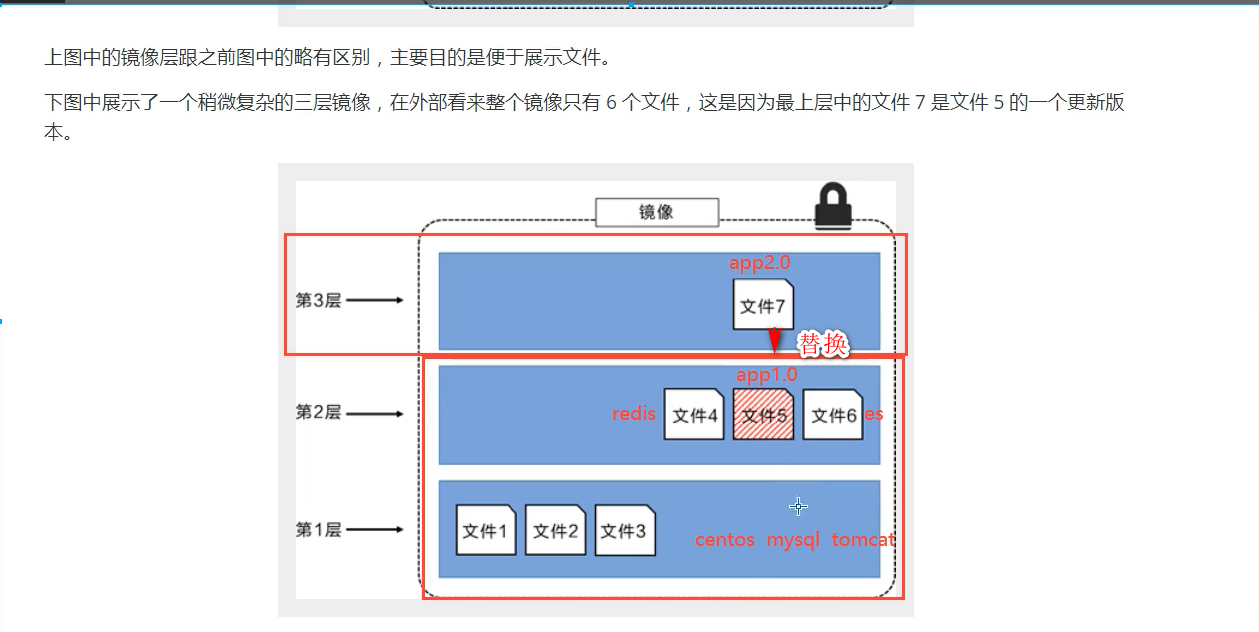 上图中的镜像层跟之前图中的略有区别，主要目的是便于展示文件。
下图中展示了一个稍微复杂的三层镜像，在外部看来整个镜像只有 6 个文件，这是因为最上层中的文件 7 是文件 5 的一个更新版
本。
镜像
app2.0
第3层
文件7
替换
app1.0
第2层
redis
文件4
文件5
文件6
es
第1层
文件1
文件2
文件3
centos mysql tomcat